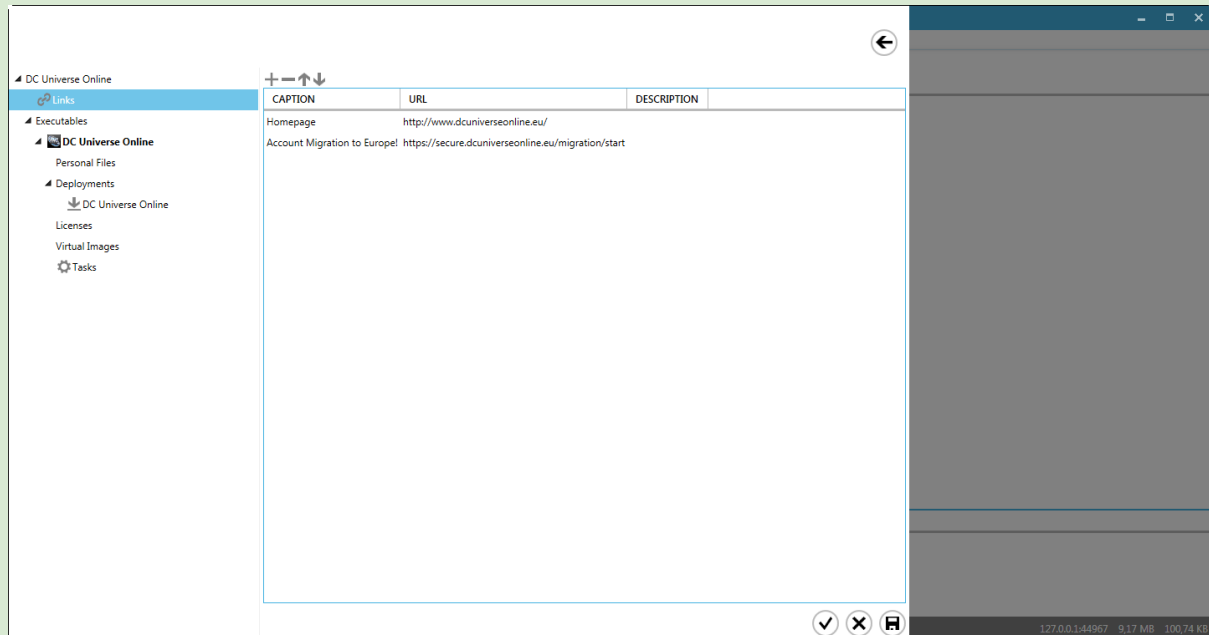 DC Universe Online
Links
Executables
DC Universe Online
Personal Files
Deployments
DC Universe Online
Licenses
Virtual Images
Tasks
CAPTION URL DESCRIPTION
Homepage http://www.dcuniverseonline.eu/
Account Migration to Europe! https://secure.dcuniverseonline.eu/migration/start
127.0.0.1:44967 9,17 MB 100,74 KB